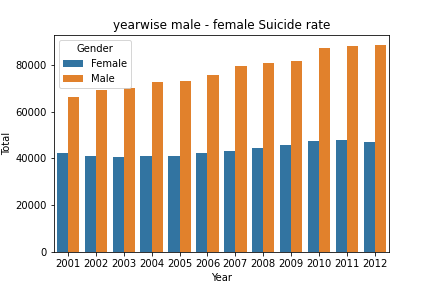 yearwise male - female Suicide rate
Gender
Female
Male
80000
60000
40000
20000
0
Total
2001 2002 2003 2004 2005 2006 2007 2008 2009 2010 2011 2012
Year